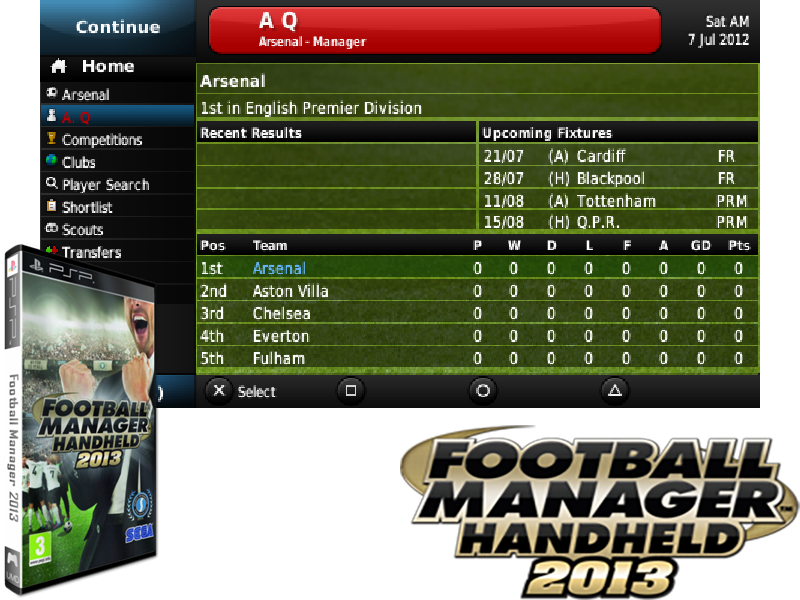 Continue
A Q
Arsenal - Manager
Sat AM
7 Jul 2012
Home
Arsenal
A. Q
Competitions
Clubs
Player Search
Shortlist
Scouts
Transfers
Arsenal
1st in English Premier Division
Recent Results
Upcoming Fixtures
21/07 (A) Cardiff FR
28/07 (H) Blackpool FR
11/08 (A) Tottenham PRM
15/08 (H) Q.P.R. PRM
Pos Team P W D L F A GD Pts
1st Arsenal 0 0 0 0 0 0 0 0
2nd Aston Villa 0 0 0 0 0 0 0 0
3rd Chelsea 0 0 0 0 0 0 0 0
4th Everton 0 0 0 0 0 0 0 0
5th Fulham 0 0 0 0 0 0 0 0
Select
PSP
PSP
Football Manager 2013
UMD
FOOTBALL
MANAGER
HANDHELD
2013
SEGA
3
FOOTBALL
MANAGER
HANDHELD
2013
TM